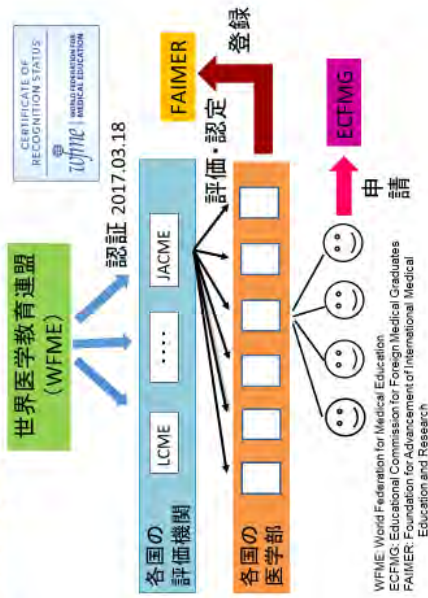 世界医学教育連盟
(WFME)
CERTIFICATE OF
RECOGNITION STATUS
wfme
WORLD FEDERATION FOR
MEDICAL EDUCATION
認証 2017.03.18
各国の
評価機関
LCME
....
JACME
評価・認定
FAIMER
登録
各国の
医学部
申請
ECFMG
WFME: World Federation for Medical Education
ECFMG: Educational Commission for Foreign Medical Graduates
FAIMER: Foundation for Advancement of International Medical
Education and Research